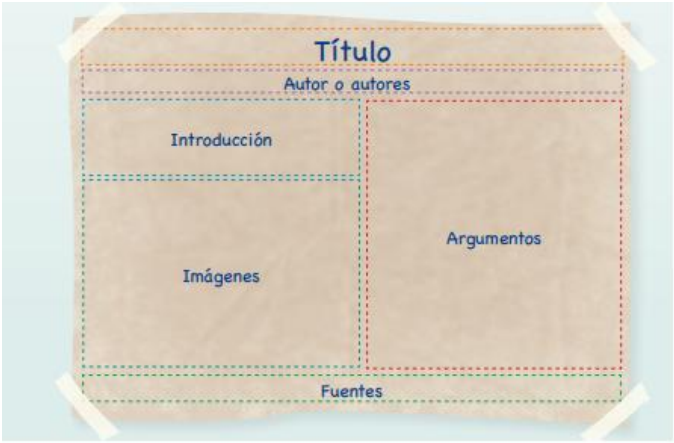 Título
Autor o autores
Introducción
Imágenes
Argumentos
Fuentes